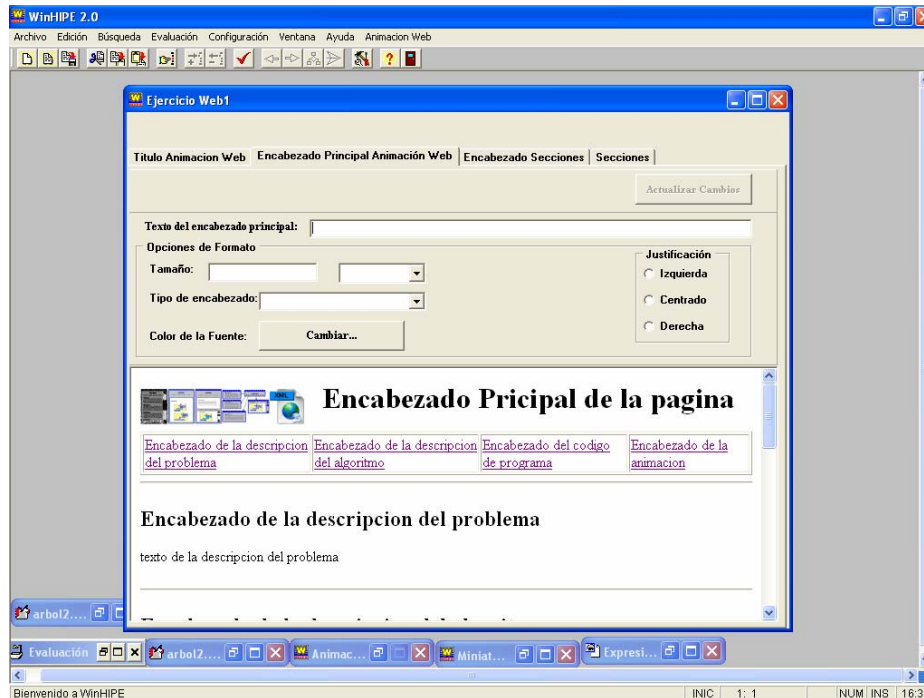 WinHIPE 2.0
Archivo Edición Búsqueda Evaluación Configuración Ventana Ayuda Animacion Web
Ejercicio Web1
Titulo Animacion Web Encabezado Principal Animación Web Encabezado Secciones Secciones
Actualizar Cambios
Texto del encabezado principal:
Opciones de Formato
Justificación
Tamaño:
Izquierda
Tipo de encabezado:
Centrado
Color de la Fuente: Cambiar...
Derecha
XML
Encabezado Pricipal de la pagina
Encabezado de la descripcion del problema
Encabezado de la descripcion del algoritmo
Encabezado del codigo de programa
Encabezado de la animacion
Encabezado de la descripcion del problema
texto de la descripcion del problema
arbol2....
Evaluación arbol2.... Animac... Miniat... Expresi...
Bienvenido a WinHIPE INIC 1: 1 NUM INS